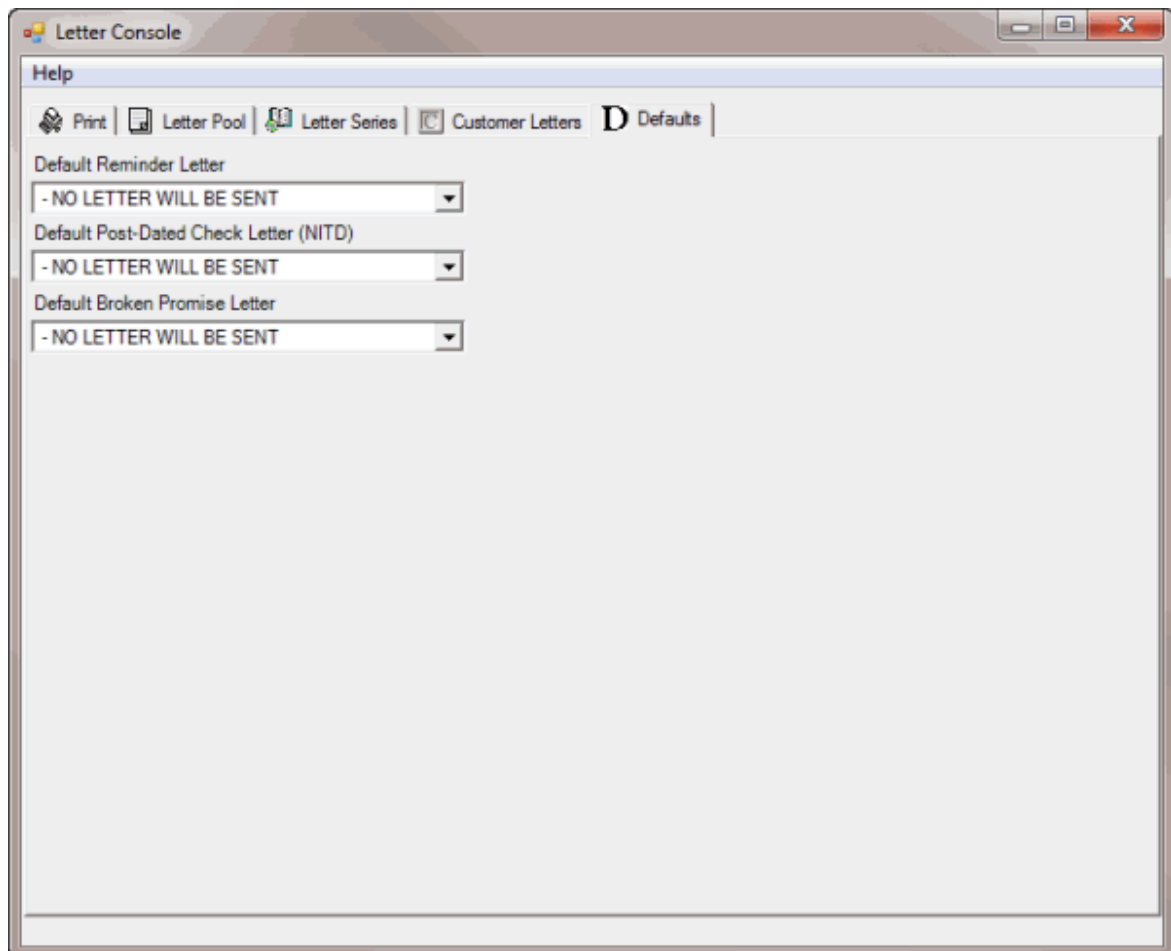 Letter Console
Help
Print Letter Pool Letter Series C Customer Letters D Defaults
Default Reminder Letter
- NO LETTER WILL BE SENT
Default Post-Dated Check Letter (NITD)
- NO LETTER WILL BE SENT
Default Broken Promise Letter
- NO LETTER WILL BE SENT